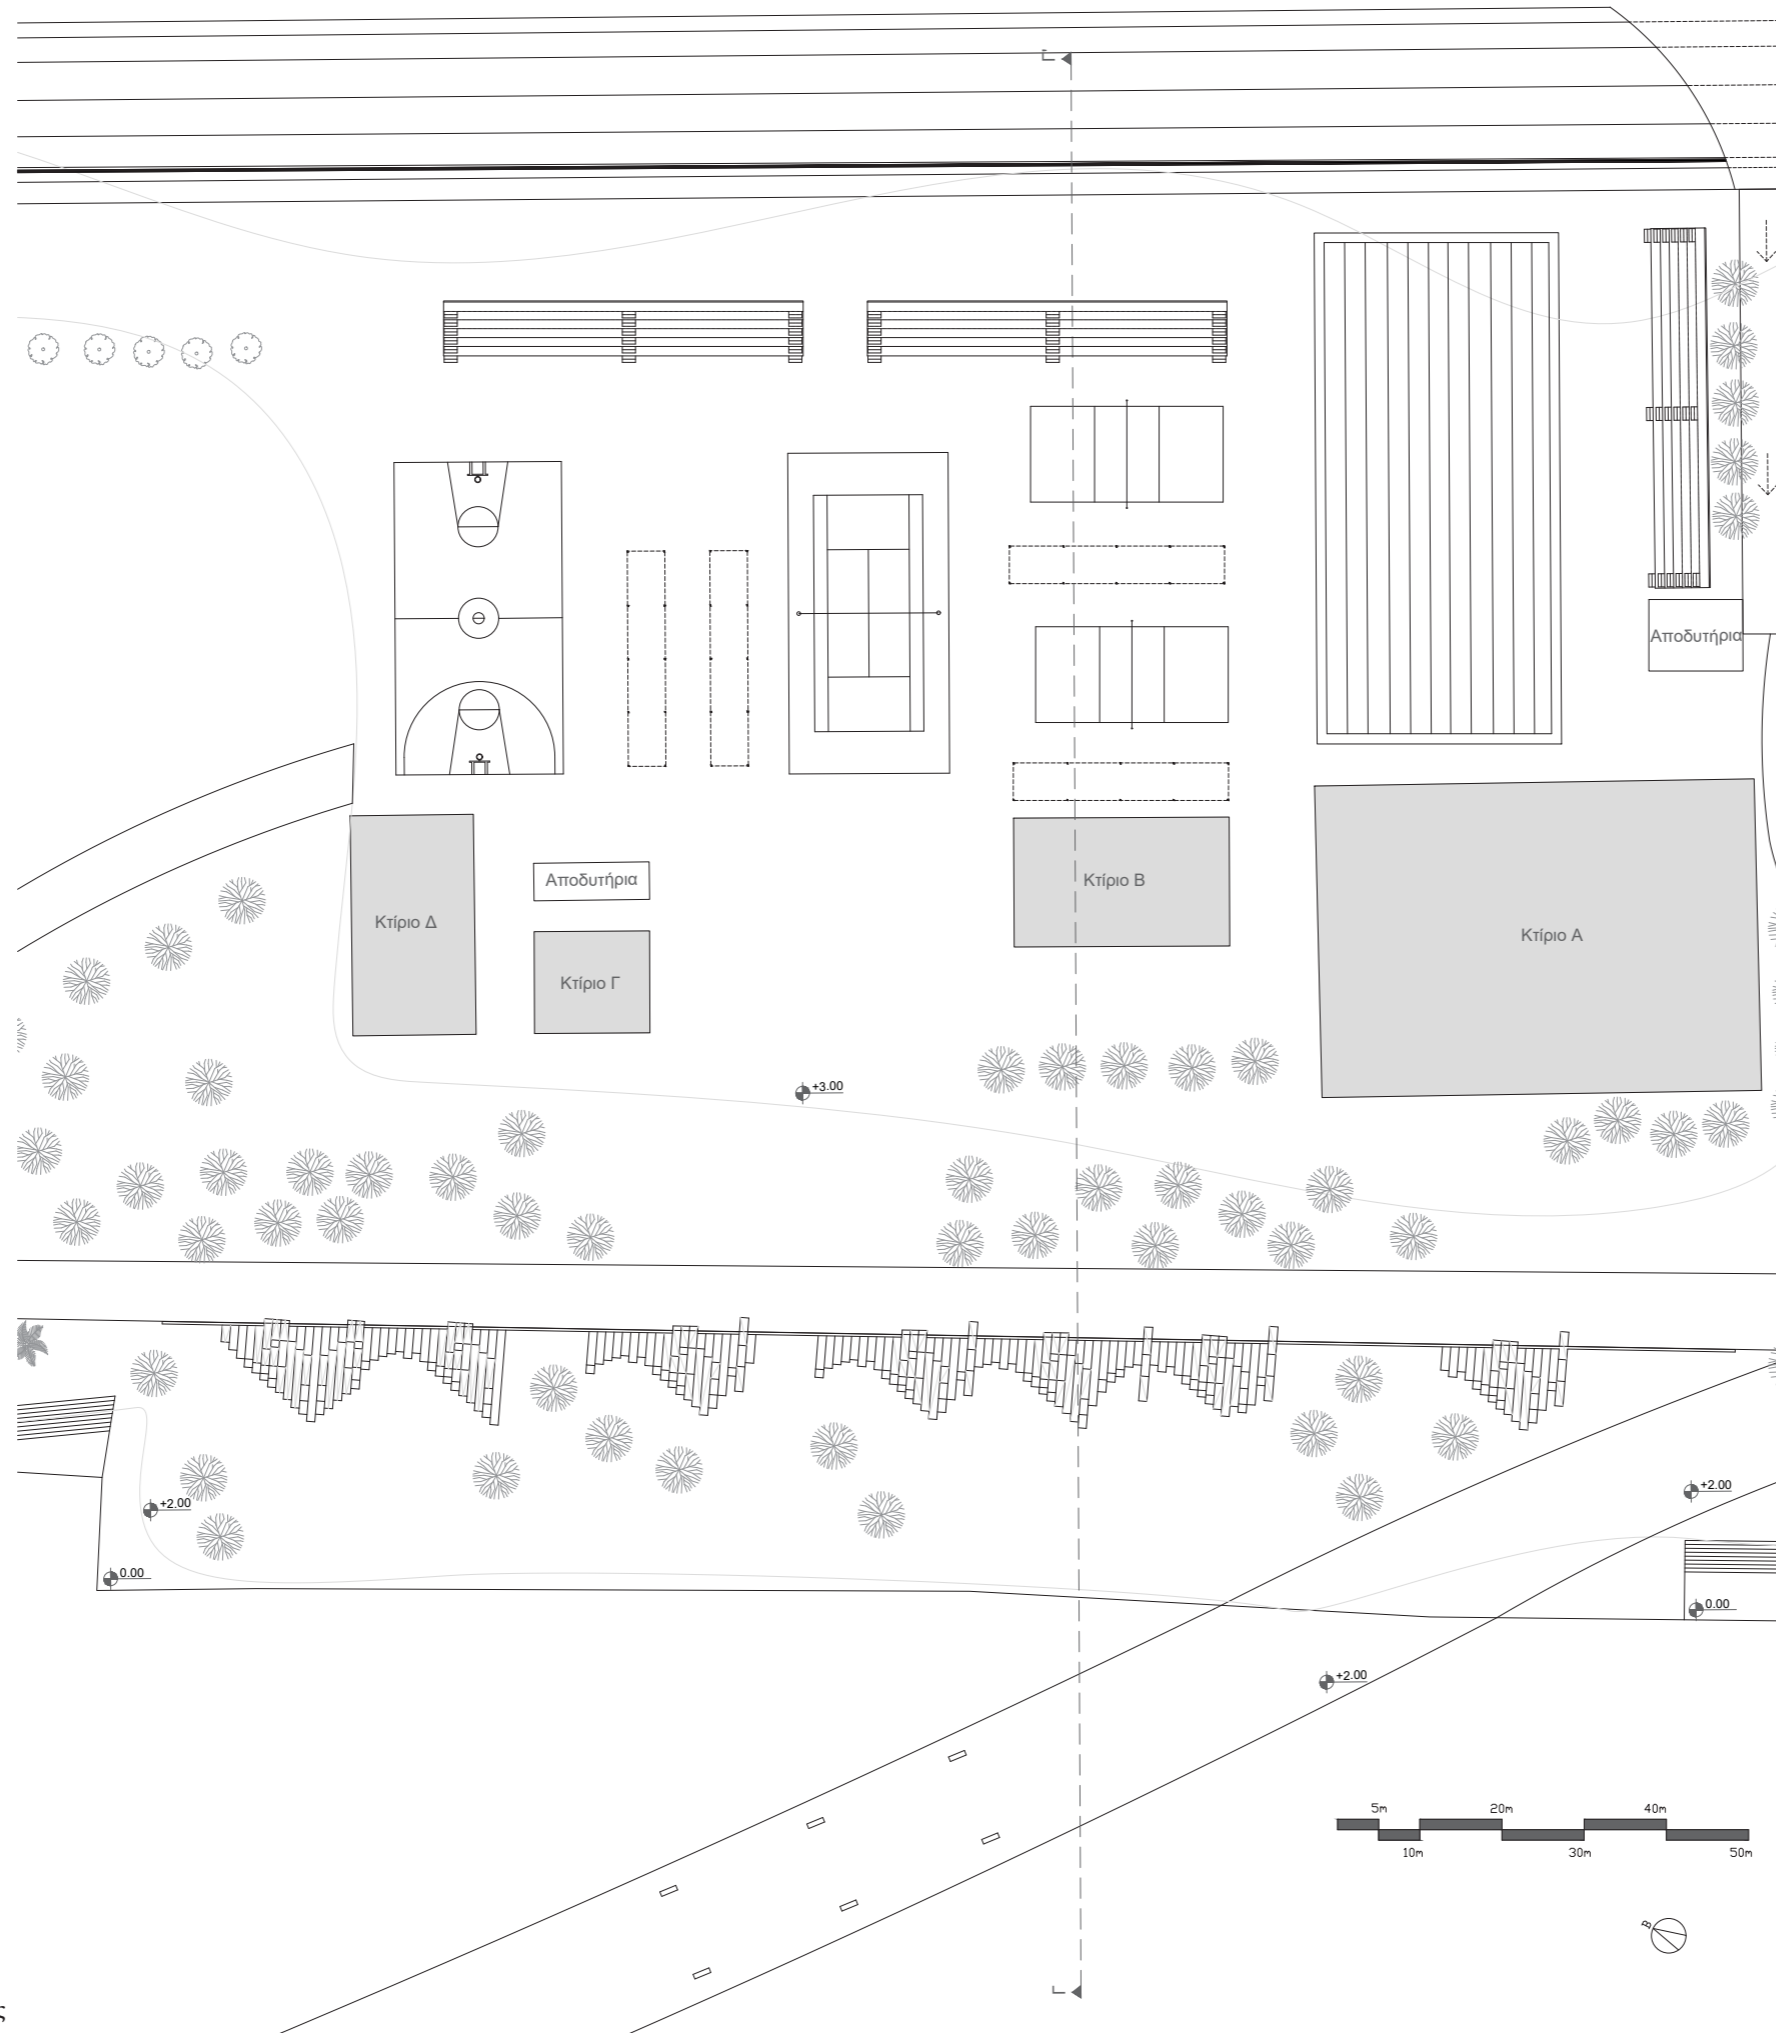 Γ
Αποδυτήρια
Κτίριο Β
Αποδυτήρια
Κτίριο Δ
Κτίριο Α
Κτίριο Γ
+3.00
+2.00
+2.00
0.00
0.00
+2.00
5m 20m 40m
10m 30m 50m
Β
Γ
ς